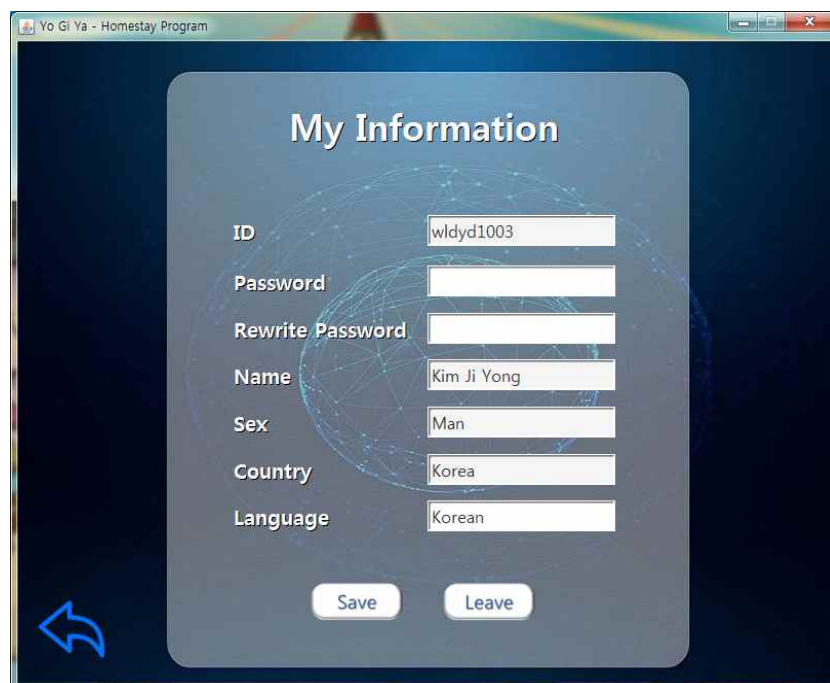 Yo Gi Ya - Homestay Program
My Information
ID wldyd1003
Password
Rewrite Password
Name Kim Ji Yong
Sex Man
Country Korea
Language Korean
Save Leave